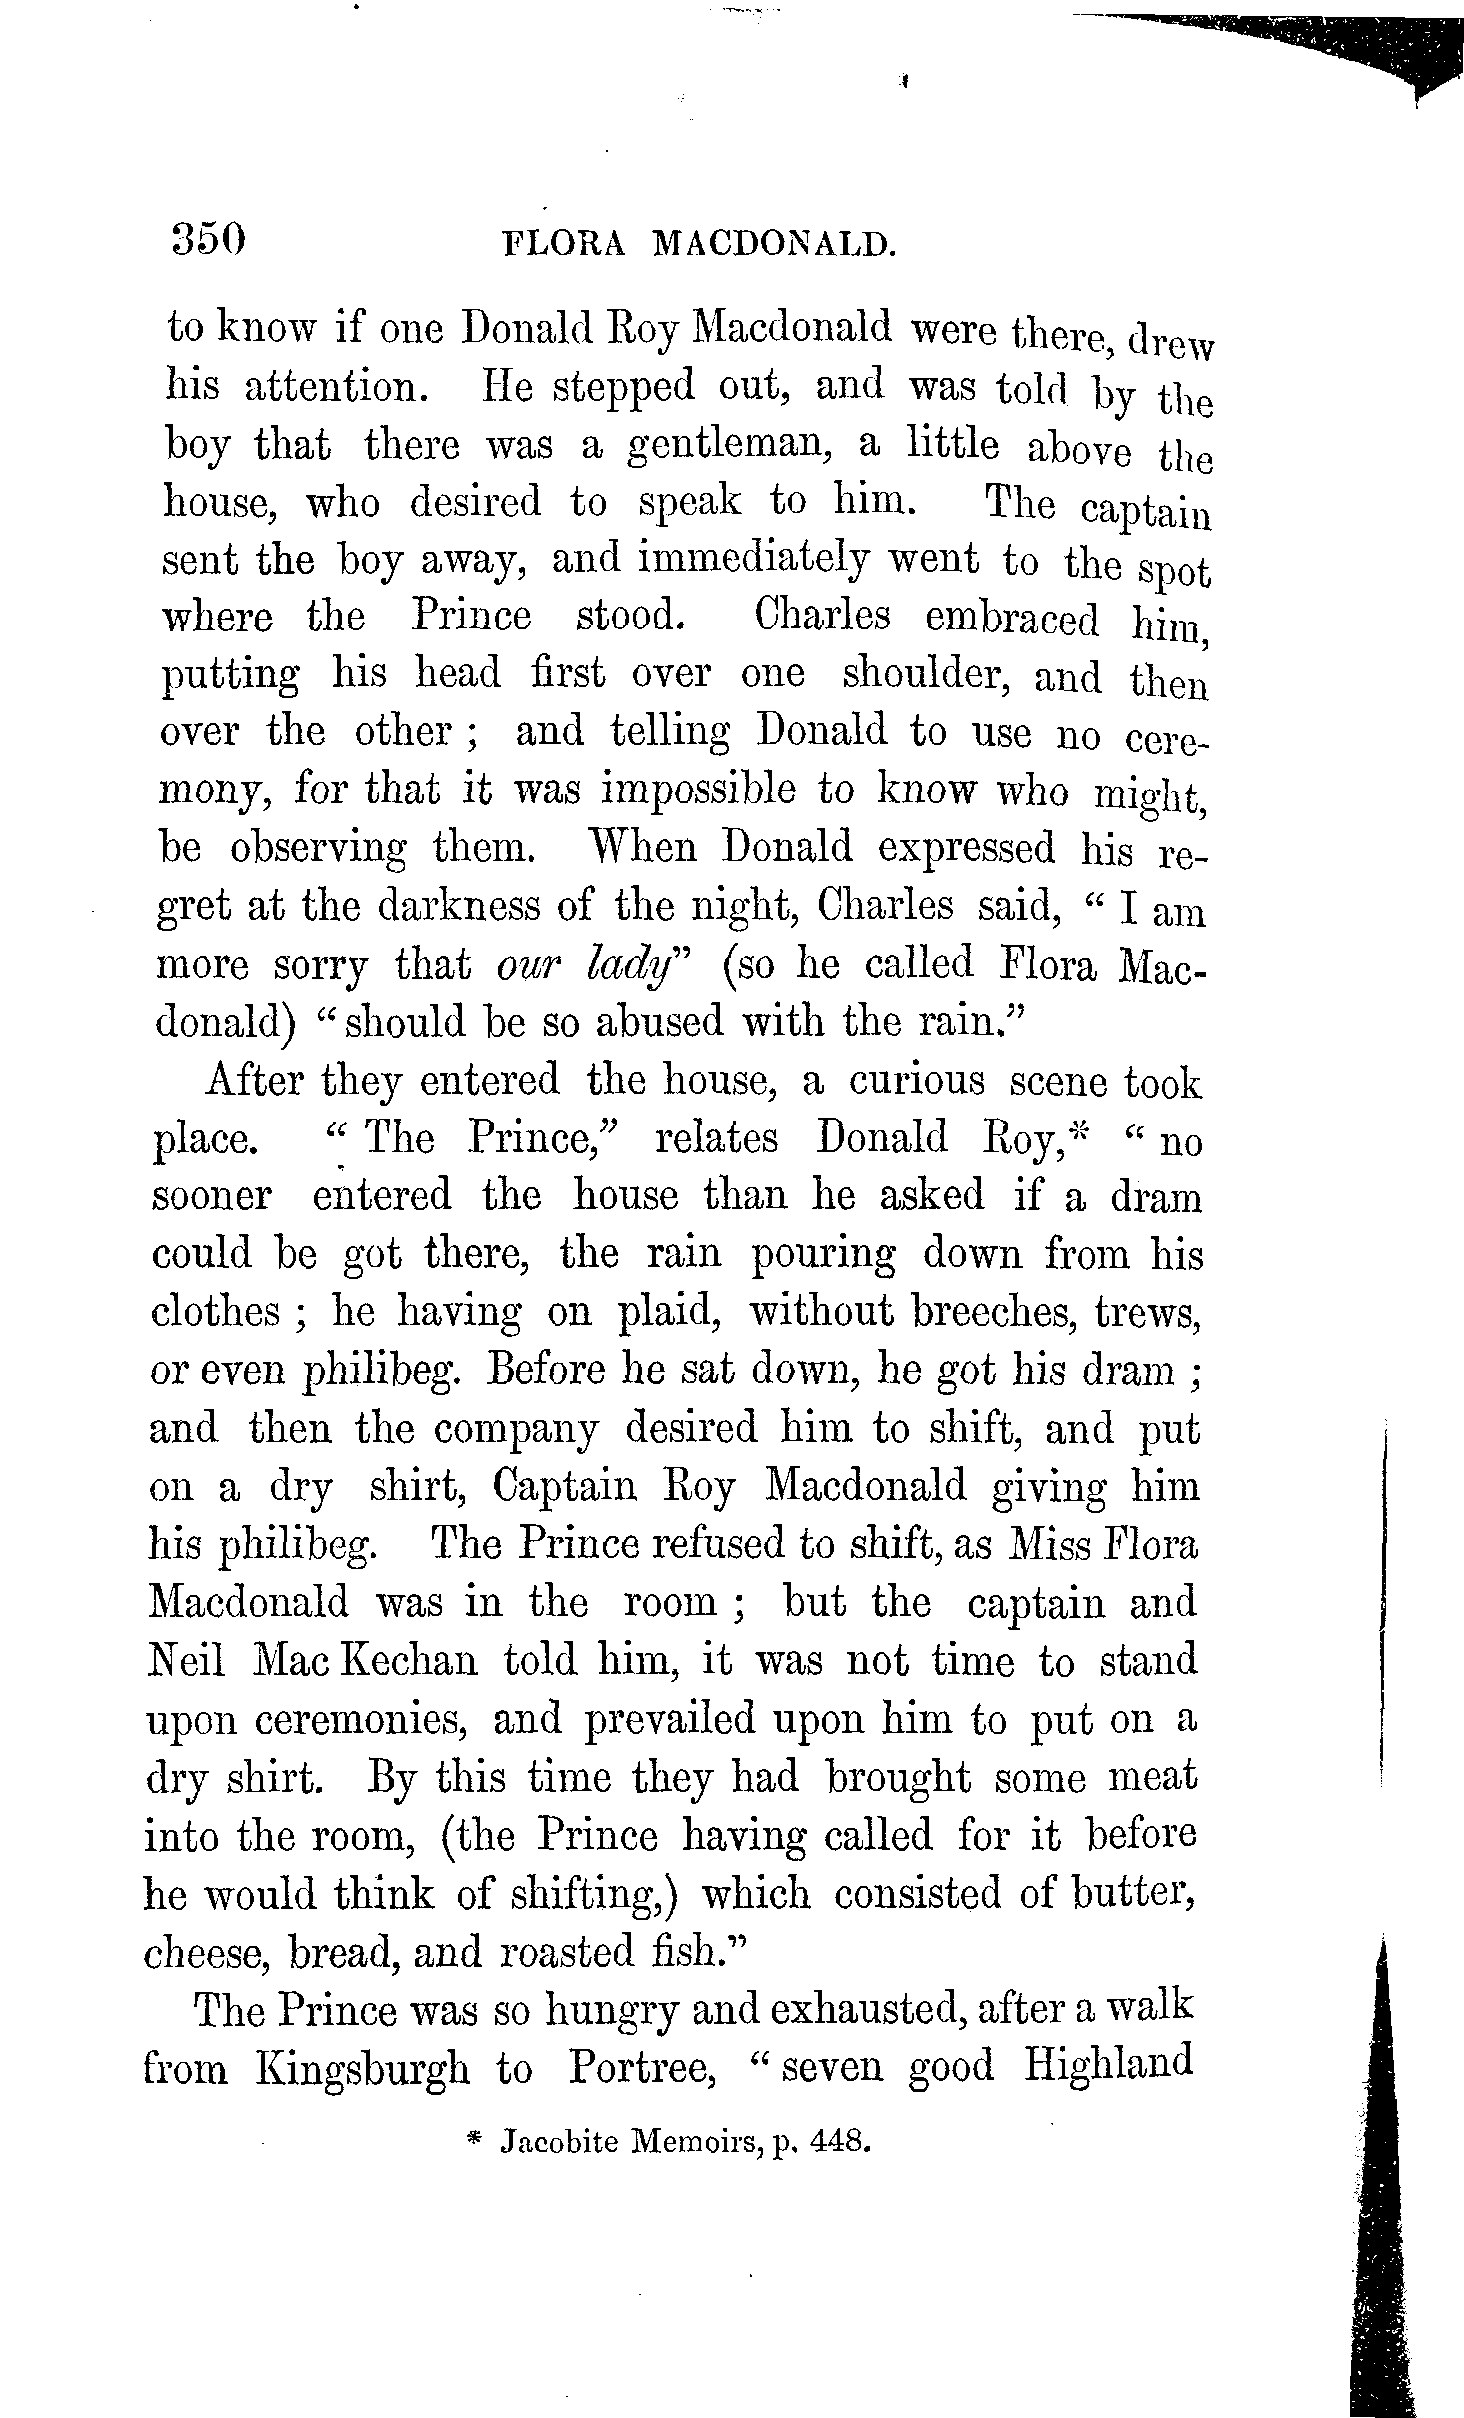 350 FLORA MACDONALD.
to know if one Donald Roy Macdonald were there, drew
his attention. He stepped out, and was told by the
boy that there was a gentleman, a little above the
house, who desired to speak to him. The captain
sent the boy away, and immediately went to the spot
where the Prince stood. Charles embraced him,
putting his head first over one shoulder, and then
over the other ; and telling Donald to use no cere-
mony, for that it was impossible to know who might,
be observing them. When Donald expressed his re-
gret at the darkness of the night, Charles said, " I am
more sorry that our lady" (so he called Flora Mac-
donald) " should be so abused with the rain."
After they entered the house, a curious scene took
place. " The Prince," relates Donald Roy,* " no
sooner entered the house than he asked if a dram
could be got there, the rain pouring down from his
clothes ; he having on plaid, without breeches, trews,
or even philibeg. Before he sat down, he got his dram ;
and then the company desired him to shift, and put
on a dry shirt, Captain Roy Macdonald giving him
his philibeg. The Prince refused to shift, as Miss Flora
Macdonald was in the room ; but the captain and
Neil Mac Kechan told him, it was not time to stand
upon ceremonies, and prevailed upon him to put on a
dry shirt. By this time they had brought some meat
into the room, (the Prince having called for it before
he would think of shifting,) which consisted of butter,
cheese, bread, and roasted fish."
The Prince was so hungry and exhausted, after a walk
from Kingsburgh to Portree, " seven good Highland
* Jacobite Memoirs, p. 448.